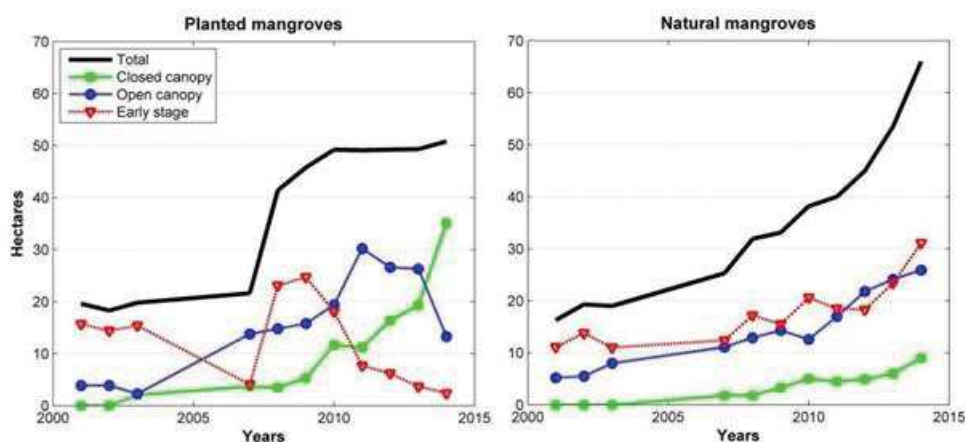 Planted mangroves
70
60
50
40
30
20
10
0
Hectares
Total
Closed canopy
Open canopy
Early stage
2000
2005
2010
2015
Years
Natural mangroves
70
60
50
40
30
20
10
0
2000
2005
2010
2015
Years